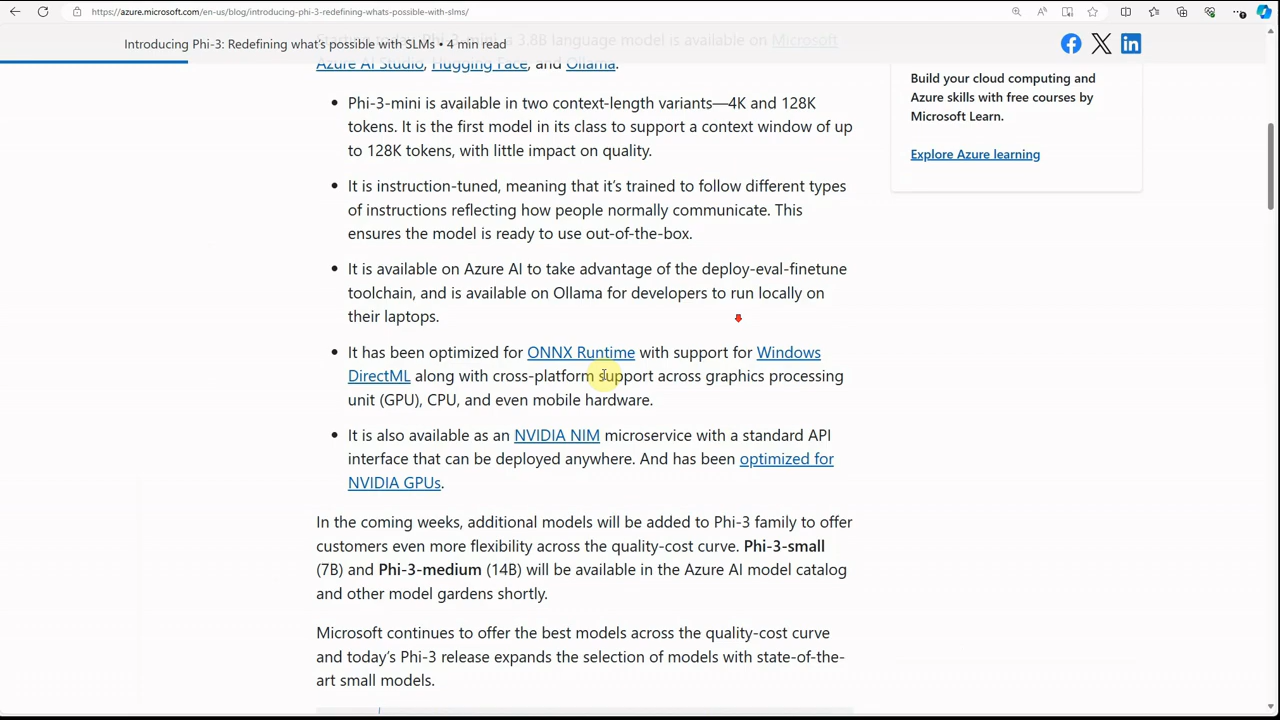 https://azure.microsoft.com/en-us/blog/introducing-phi-3-redefining-whats-possible-with-slms/
Introducing Phi-3: Redefining what's possible with SLMs • 4 min read
Starting today, Phi-3-mini, a 3.8B language model is available on Microsoft
Azure AI Studio, Hugging Face, and Ollama.
• Phi-3-mini is available in two context-length variants—4K and 128K
tokens. It is the first model in its class to support a context window of up
to 128K tokens, with little impact on quality.
• It is instruction-tuned, meaning that it's trained to follow different types
of instructions reflecting how people normally communicate. This
ensures the model is ready to use out-of-the-box.
• It is available on Azure AI to take advantage of the deploy-eval-finetune
toolchain, and is available on Ollama for developers to run locally on
their laptops.
• It has been optimized for ONNX Runtime with support for Windows
DirectML along with cross-platform support across graphics processing
unit (GPU), CPU, and even mobile hardware.
• It is also available as an NVIDIA NIM microservice with a standard API
interface that can be deployed anywhere. And has been optimized for
NVIDIA GPUs.
In the coming weeks, additional models will be added to Phi-3 family to offer
customers even more flexibility across the quality-cost curve. Phi-3-small
(7B) and Phi-3-medium (14B) will be available in the Azure AI model catalog
and other model gardens shortly.
Microsoft continues to offer the best models across the quality-cost curve
and today's Phi-3 release expands the selection of models with state-of-the-
art small models.
Build your cloud computing and
Azure skills with free courses by
Microsoft Learn.
Explore Azure learning